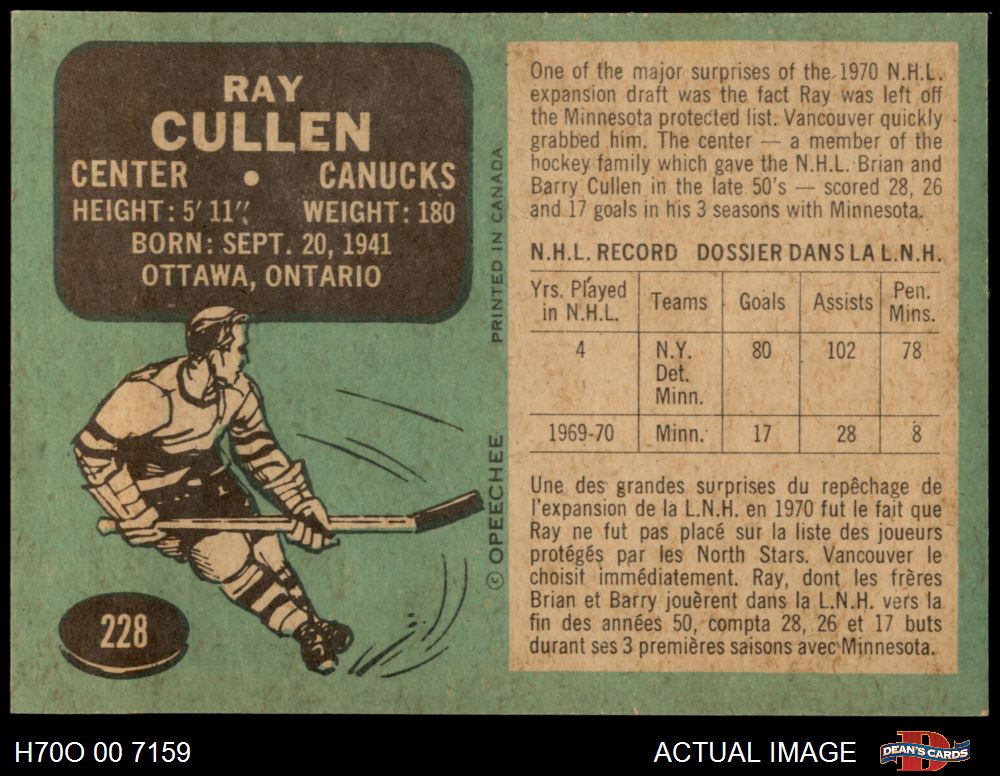 RAY
CULLEN
CENTER • CANUCKS
HEIGHT: 5' 11" WEIGHT: 180
BORN: SEPT. 20, 1941
OTTAWA, ONTARIO
228
PRINTED IN CANADA
© OPEECHEE
One of the major surprises of the 1970 N.H.L.
expansion draft was the fact Ray was left off
the Minnesota protected list. Vancouver quickly
grabbed him. The center — a member of the
hockey family which gave the N.H.L. Brian and
Barry Cullen in the late 50's — scored 28, 26
and 17 goals in his 3 seasons with Minnesota.
N.H.L. RECORD DOSSIER DANS LA L.N.H.
Yrs. Played in N.H.L. Teams Goals Assists Pen. Mins.
4 N.Y. 80 102 78
Det.
Minn.
1969-70 Minn. 17 28 8
Une des grandes surprises du repêchage de
l'expansion de la L.N.H. en 1970 fut le fait que
Ray ne fut pas placé sur la liste des joueurs
protégés par les North Stars. Vancouver le
choisit immédiatement. Ray, dont les frères
Brian et Barry jouèrent dans la L.N.H. vers la
fin des années 50, compta 28, 26 et 17 buts
durant ses 3 premières saisons avec Minnesota.
H70O 00 7159
ACTUAL IMAGE
DEAN'S CARDS